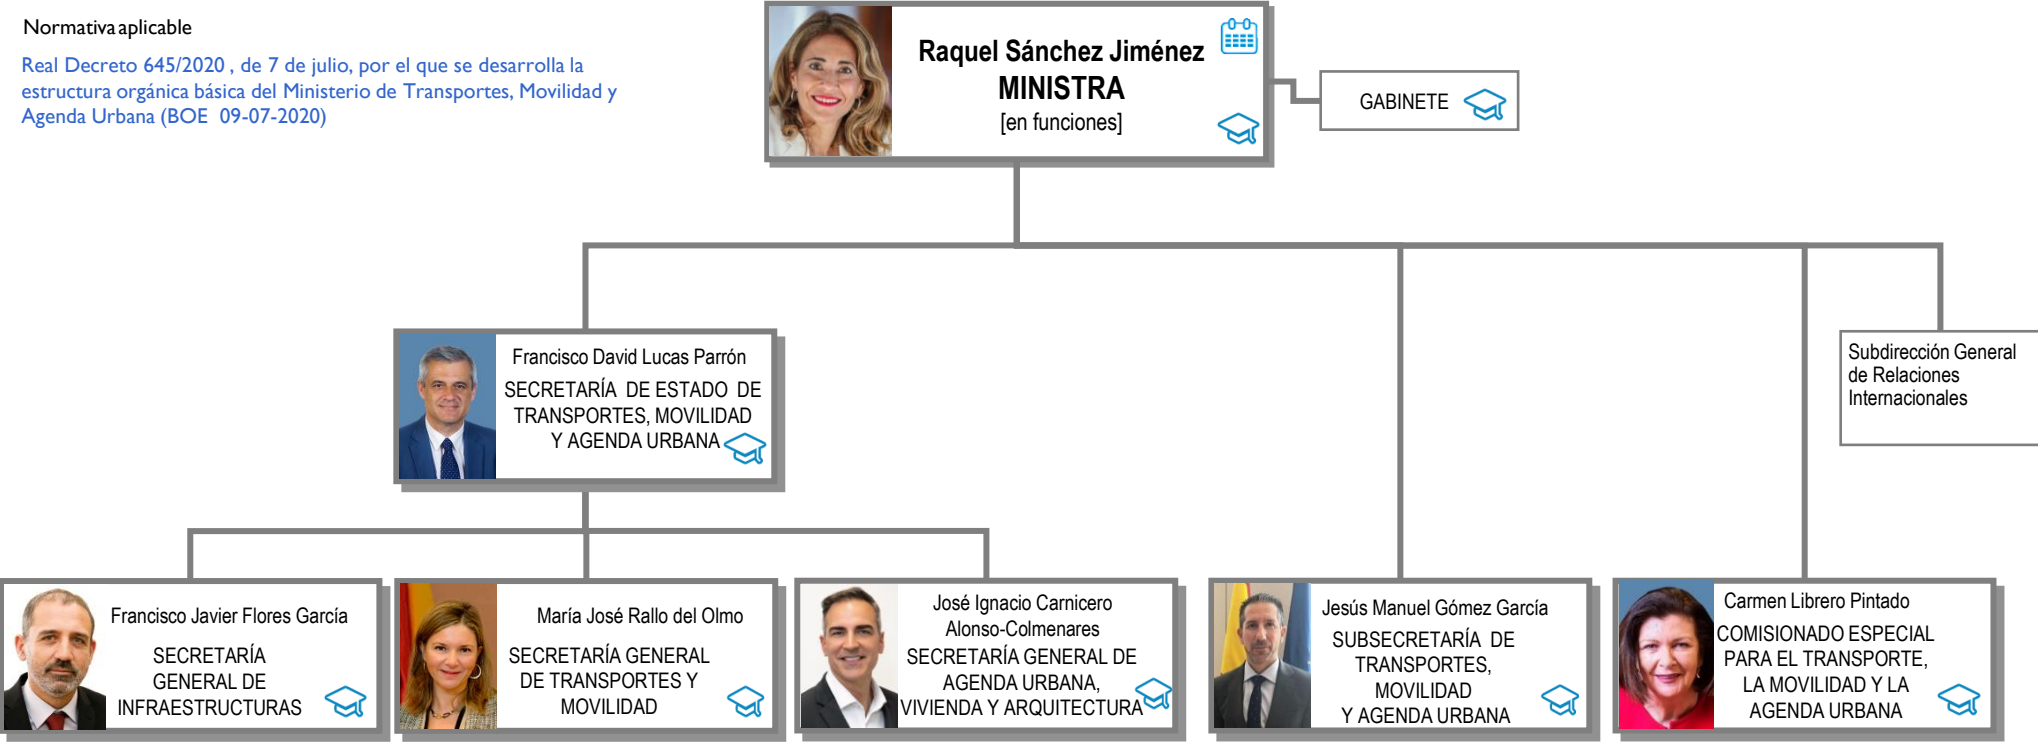 Normativa aplicable
Real Decreto 645/2020 , de 7 de julio, por el que se desarrolla la
estructura orgánica básica del Ministerio de Transportes, Movilidad y
Agenda Urbana (BOE 09-07-2020)
Raquel Sánchez Jiménez
MINISTRA
[en funciones]
GABINETE
Francisco David Lucas Parrón
SECRETARÍA DE ESTADO DE
TRANSPORTES, MOVILIDAD
Y AGENDA URBANA
Subdirección General
de Relaciones
Internacionales
Francisco Javier Flores García
SECRETARÍA
GENERAL DE
INFRAESTRUCTURAS
María José Rallo del Olmo
SECRETARÍA GENERAL
DE TRANSPORTES Y
MOVILIDAD
José Ignacio Carnicero
Alonso-Colmenares
SECRETARÍA GENERAL DE
AGENDA URBANA,
VIVIENDA Y ARQUITECTURA
Jesús Manuel Gómez García
SUBSECRETARÍA DE
TRANSPORTES,
MOVILIDAD
Y AGENDA URBANA
Carmen Librero Pintado
COMISIONADO ESPECIAL
PARA EL TRANSPORTE,
LA MOVILIDAD Y LA
AGENDA URBANA